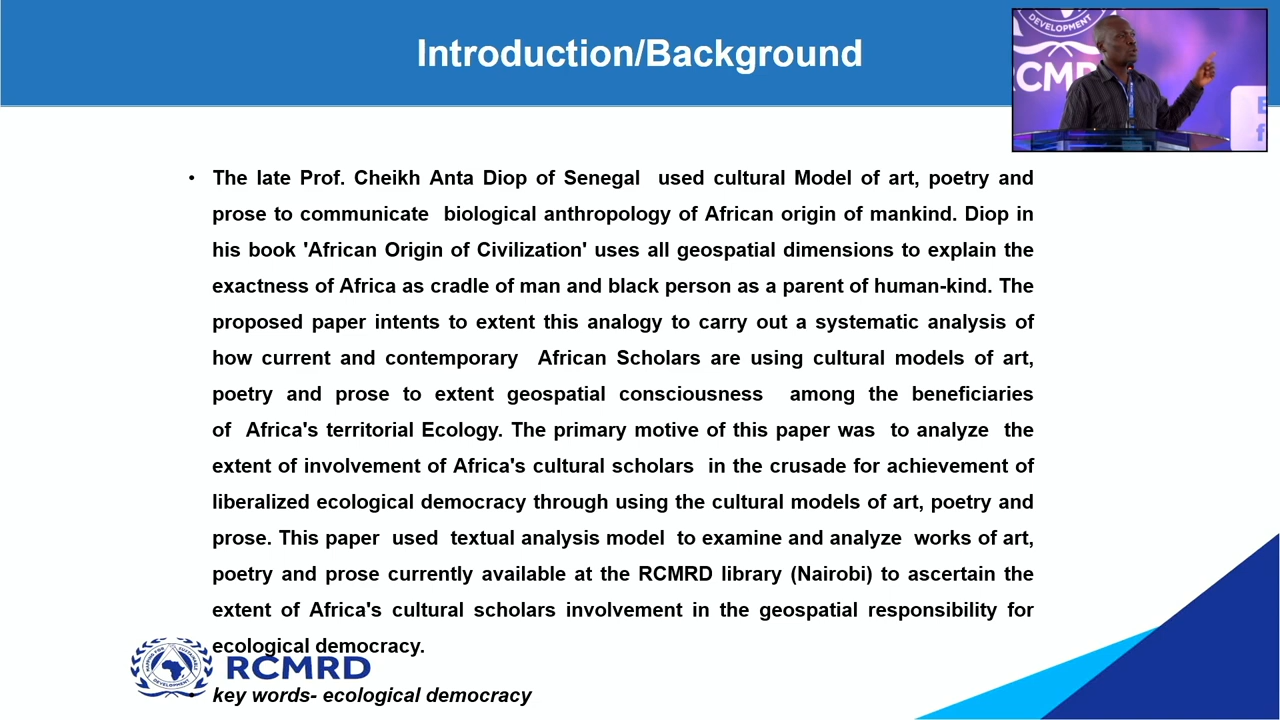 Introduction/Background
DEVELOPMENT
RCMR
• The late Prof. Cheikh Anta Diop of Senegal used cultural Model of art, poetry and
prose to communicate biological anthropology of African origin of mankind. Diop in
his book 'African Origin of Civilization' uses all geospatial dimensions to explain the
exactness of Africa as cradle of man and black person as a parent of human-kind. The
proposed paper intents to extent this analogy to carry out a systematic analysis of
how current and contemporary African Scholars are using cultural models of art,
poetry and prose to extent geospatial consciousness among the beneficiaries
of Africa's territorial Ecology. The primary motive of this paper was to analyze the
extent of involvement of Africa's cultural scholars in the crusade for achievement of
liberalized ecological democracy through using the cultural models of art, poetry and
prose. This paper used textual analysis model to examine and analyze works of art,
poetry and prose currently available at the RCMRD library (Nairobi) to ascertain the
extent of Africa's cultural scholars involvement in the geospatial responsibility for
ecological democracy.
RCMRD
• key words- ecological democracy